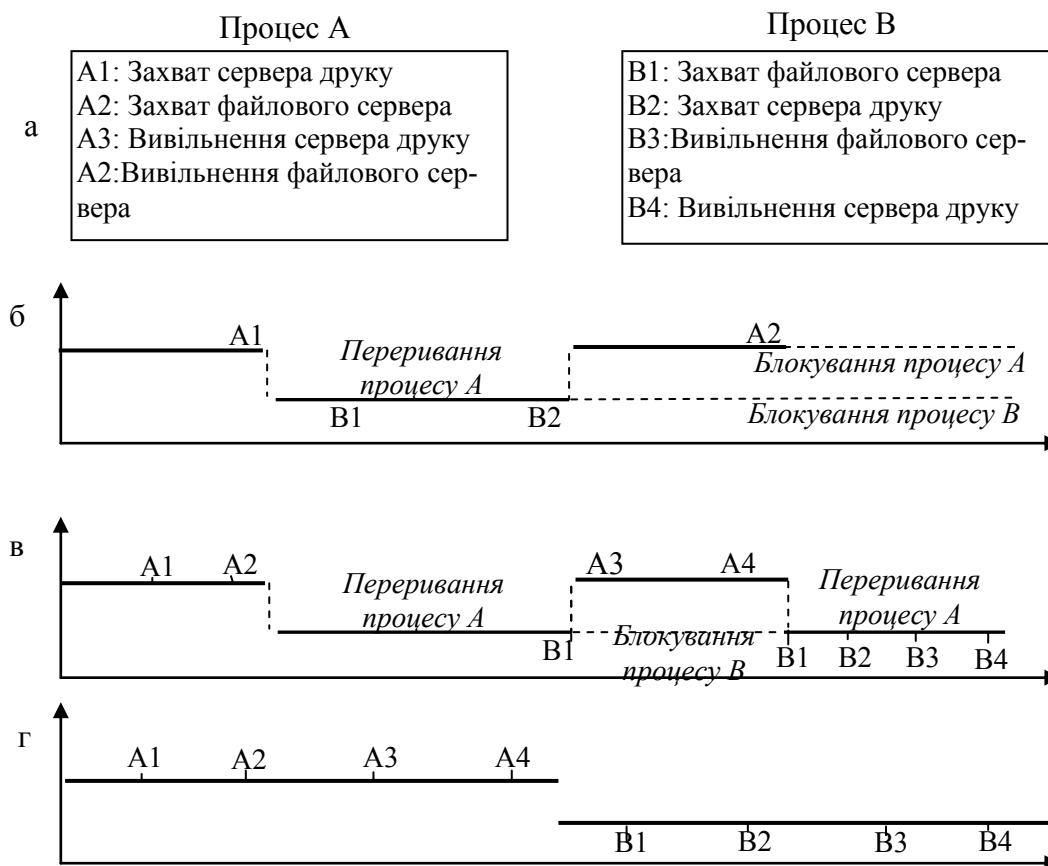 Процес А
Процес В
а
А1: Захват сервера друку
А2: Захват файлового сервера
А3: Вивільнення сервера друку
А2:Вивільнення файлового сер-
вера
В1: Захват файлового сервера
В2: Захват сервера друку
В3:Вивільнення файлового сер-
вера
В4: Вивільнення сервера друку
б
А1
Переривання
процесу А
В1
В2
А2
Блокування процесу А
Блокування процесу В
в
А1
А2
Переривання
процесу А
В1
А3
А4
Блокування
процесу В
Переривання
процесу А
В1
В2
В3
В4
г
А1
А2
А3
А4
В1
В2
В3
В4